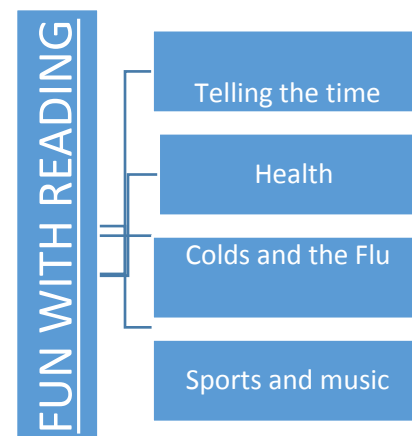 FUN WITH READING
Telling the time
Health
Colds and the Flu
Sports and music